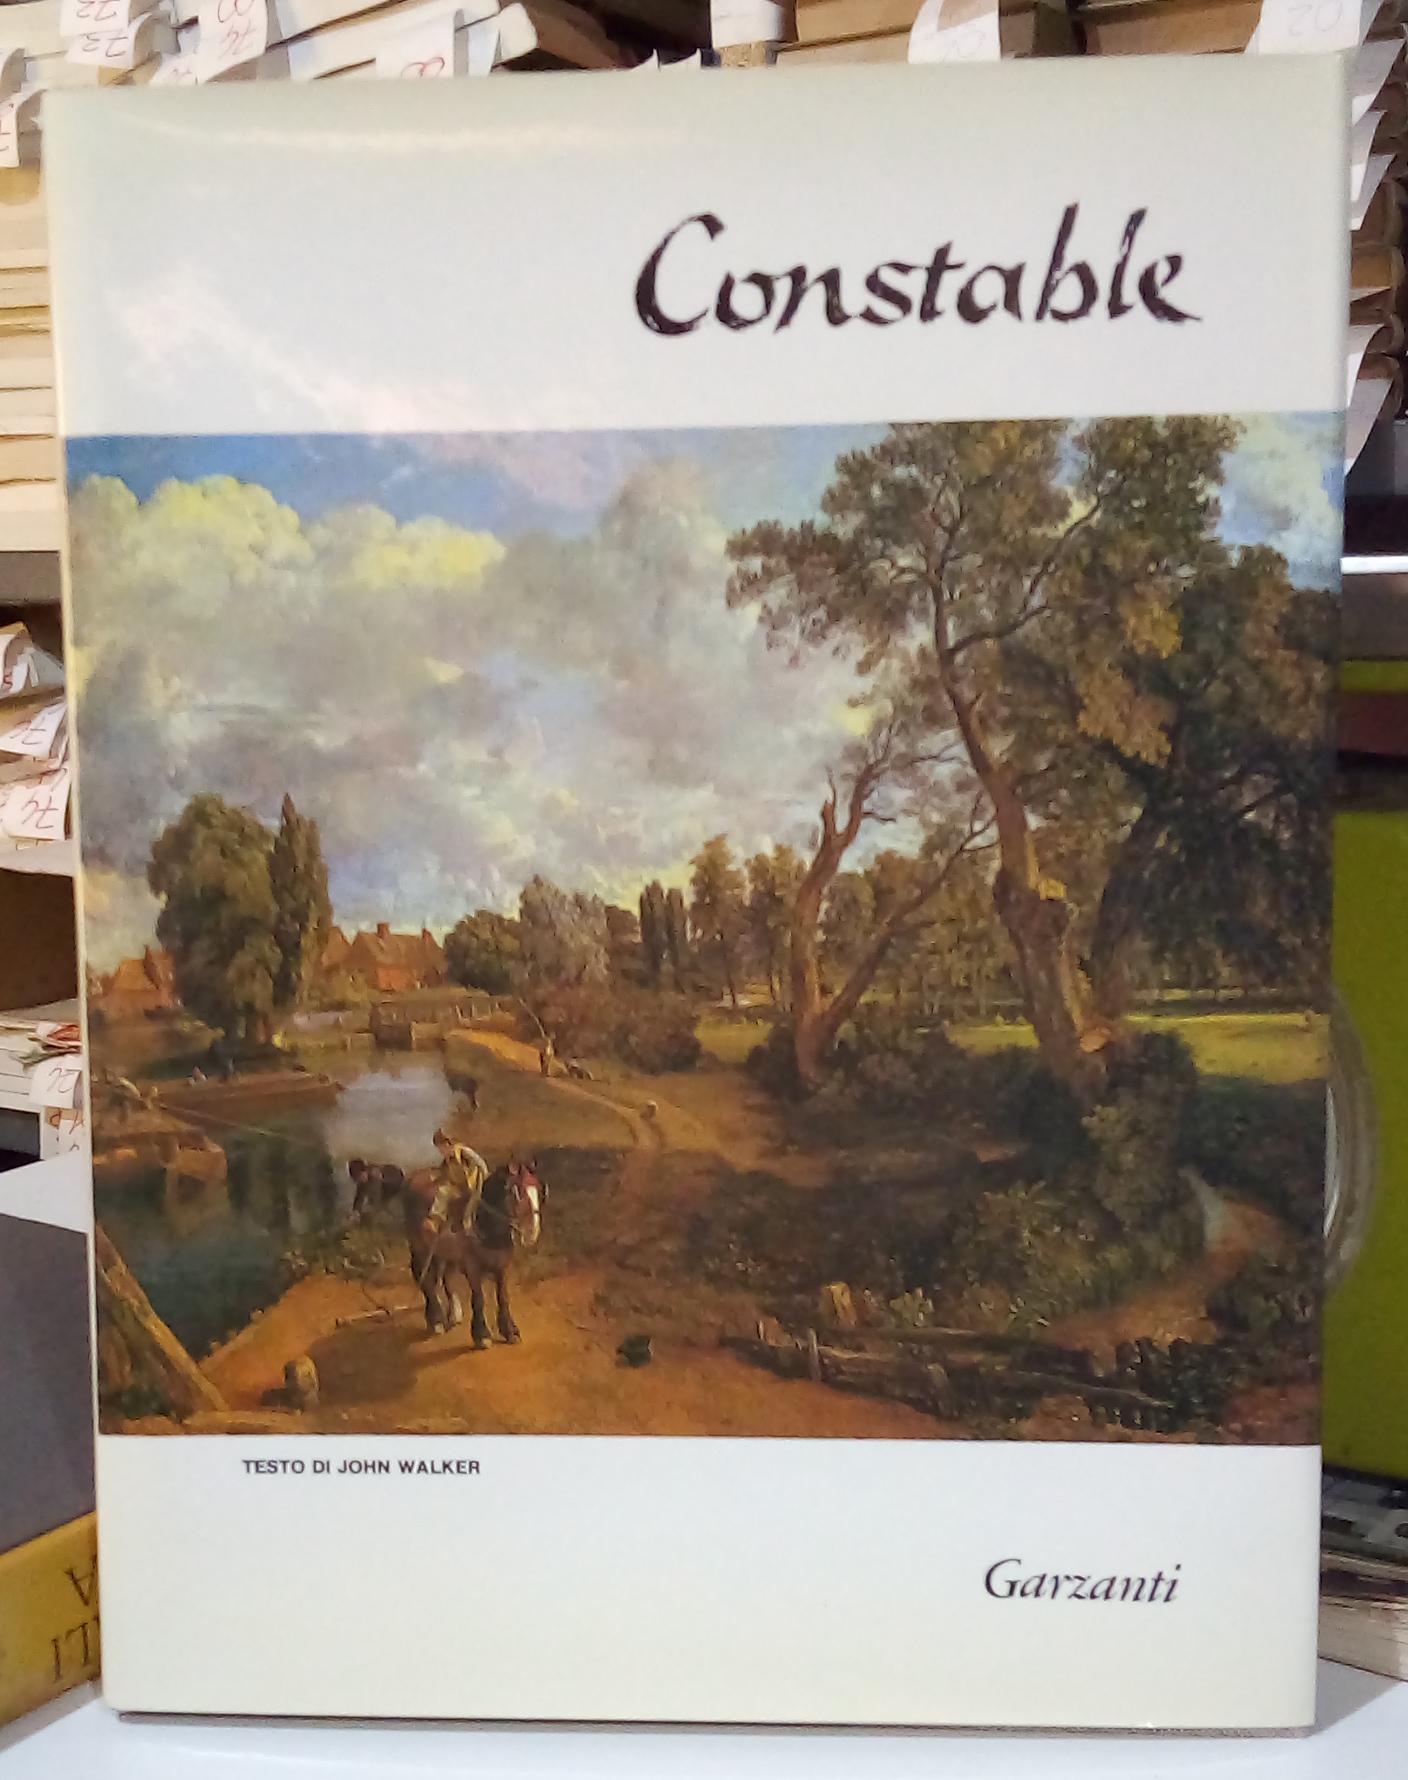 Constable
TESTO DI JOHN WALKER
Garzanti